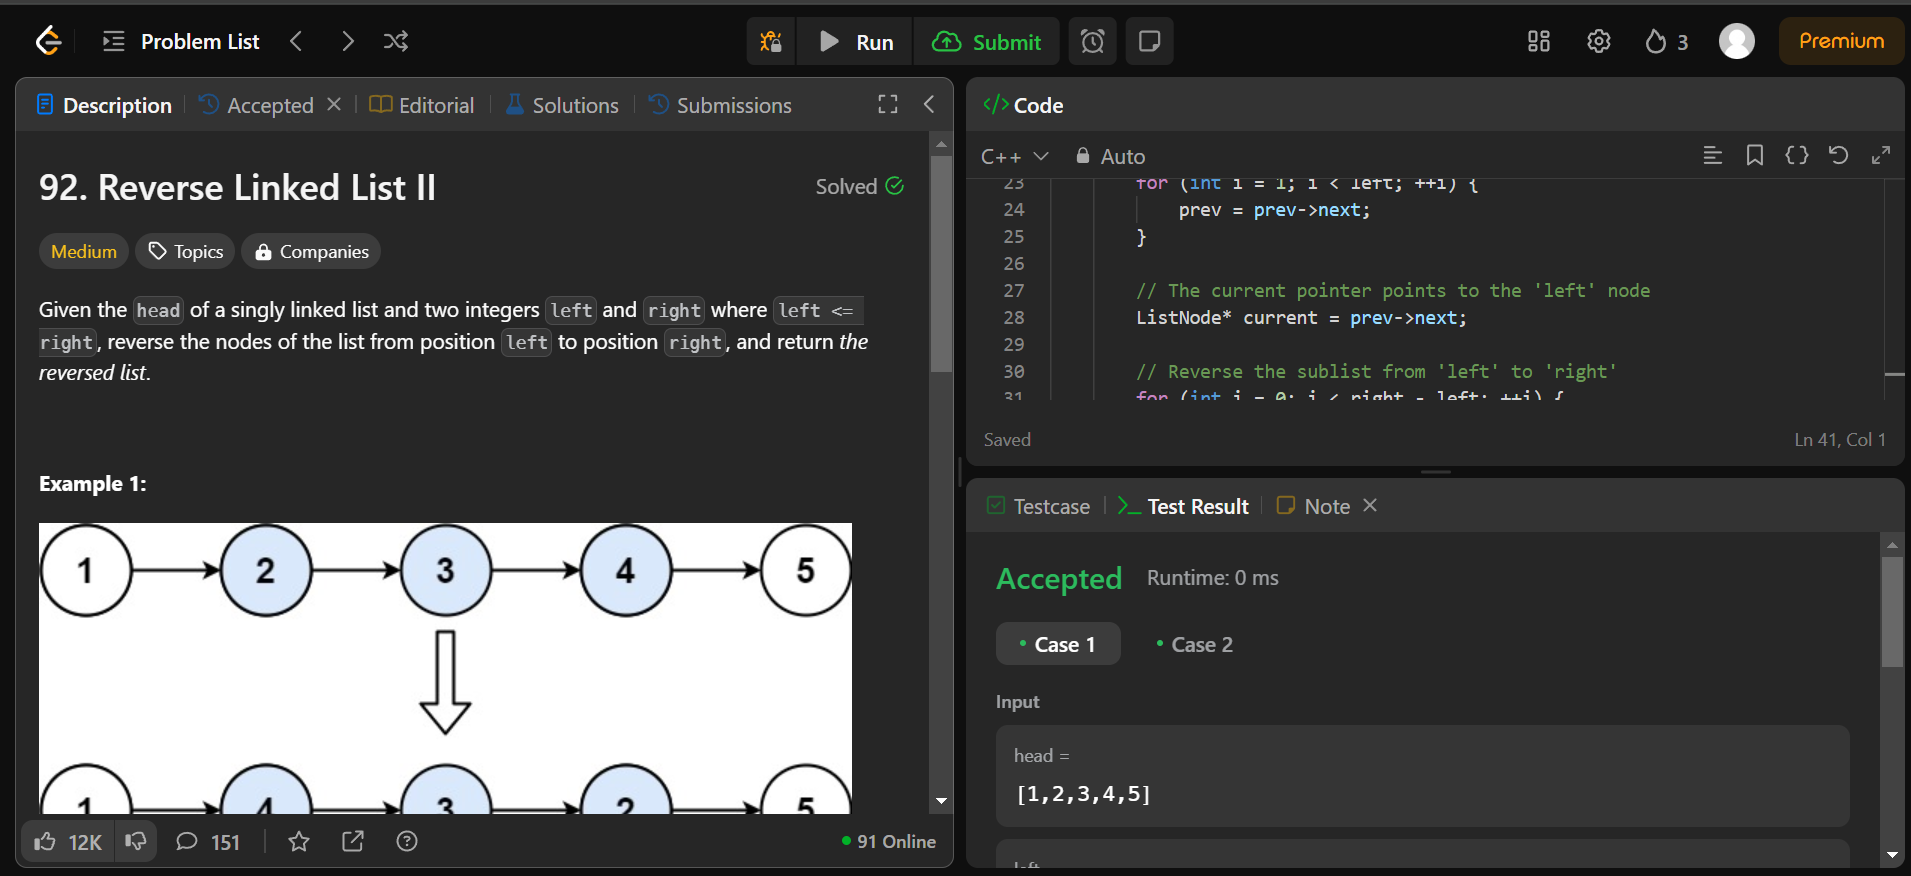 Problem List
Run
Submit
3
Premium
Description
Accepted
Editorial
Solutions
Submissions
92. Reverse Linked List II
Solved
Medium
Topics
Companies
Given the head of a singly linked list and two integers left and right where left <=
right, reverse the nodes of the list from position left to position right, and return the
reversed list.
Example 1:
1 2 3 4 5
1 4 3 2 5
12K
151
91 Online
</> Code
C++
Auto
23 for (int i = 1; i < left; ++i) {
24 prev = prev->next;
25 }
26
27 // The current pointer points to the 'left' node
28 ListNode* current = prev->next;
29
30 // Reverse the sublist from 'left' to 'right'
31 for (int i = 0; i < right - left; ++i) {
Saved
Ln 41, Col 1
Testcase
Test Result
Note
Accepted
Runtime: 0 ms
Case 1
Case 2
Input
head =
[1,2,3,4,5]
left